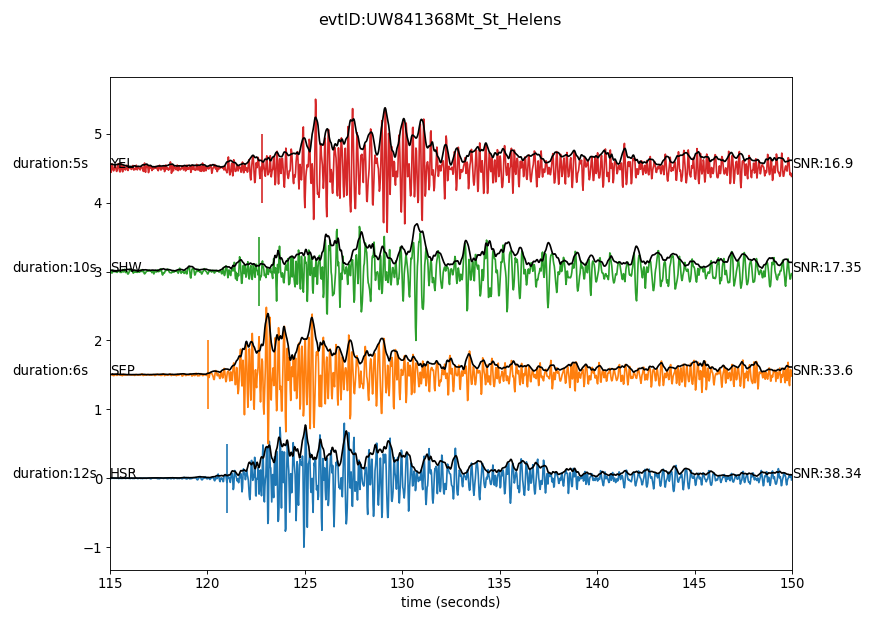 evtID:UW841368Mt_St_Helens
5
duration:5s YEL SNR:16.9
4
duration:10s SHW SNR:17.35
3
2
duration:6s SEP SNR:33.6
1
duration:12s HSR SNR:38.34
0
−1
115 120 125 130 135 140 145 150
time (seconds)